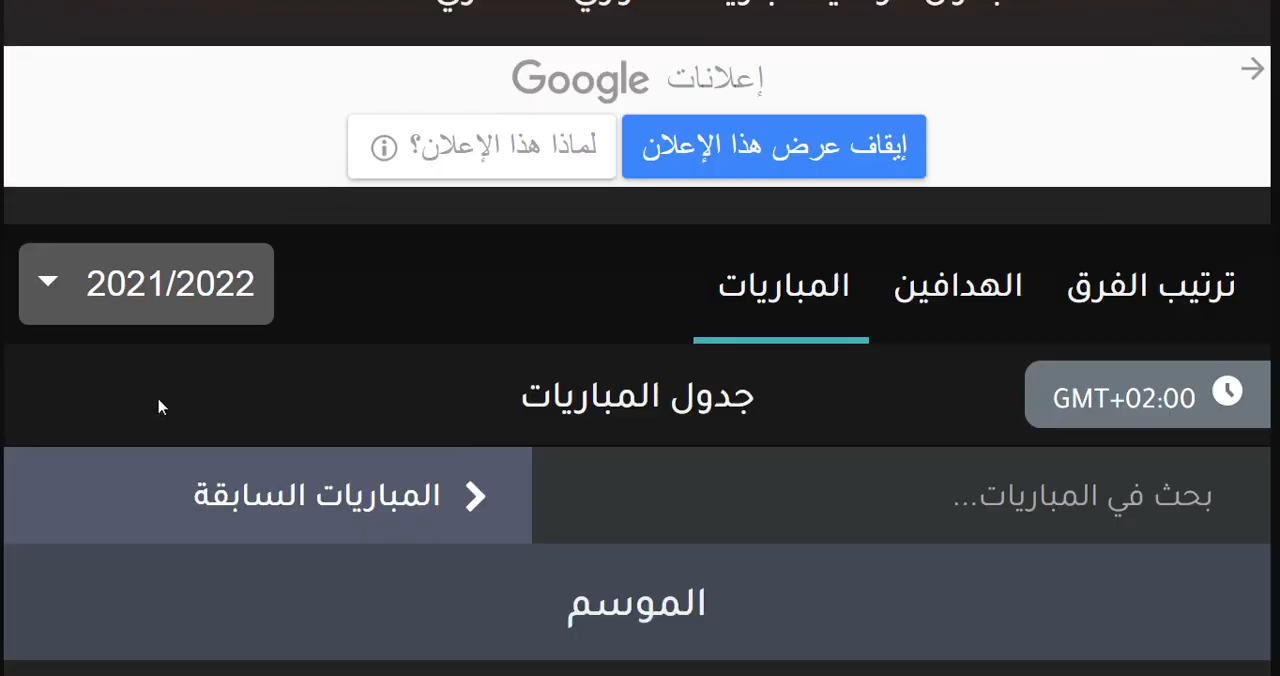 إعلانات Google
إيقاف عرض هذا الإعلان
لماذا هذا الإعلان؟
ترتيب الفرق
الهدافين
المباريات
2021/2022
GMT+02:00
جدول المباريات
بحث في المباريات...
المباريات السابقة
الموسم